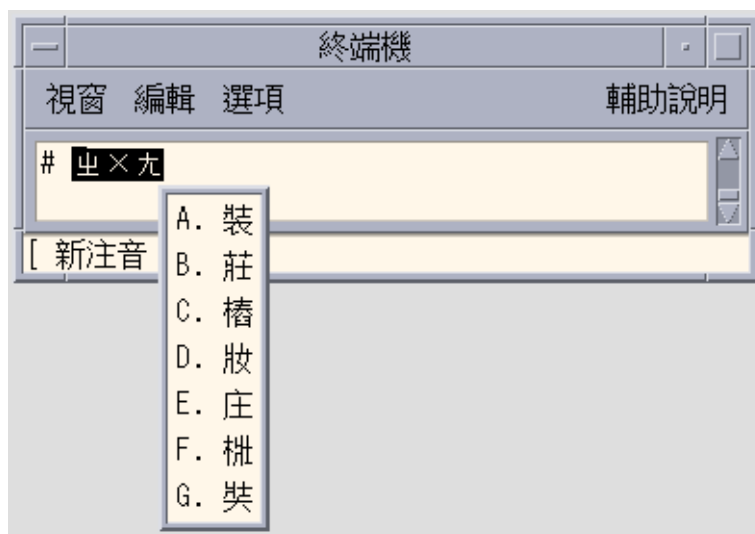 終端機
視窗 編輯 選項 輔助說明
# ㄓㄨㄤ
[ 新注音
A. 裝
B. 莊
C. 樁
D. 妝
E. 庄
F. 梉
G. 奘